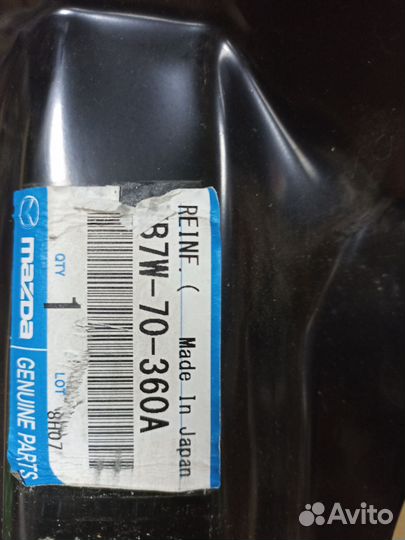 REINF. (
Made In Japan
B7W-70-360A
QTY
1
LOT
8H07
mazda
GENUINE PARTS
Avito